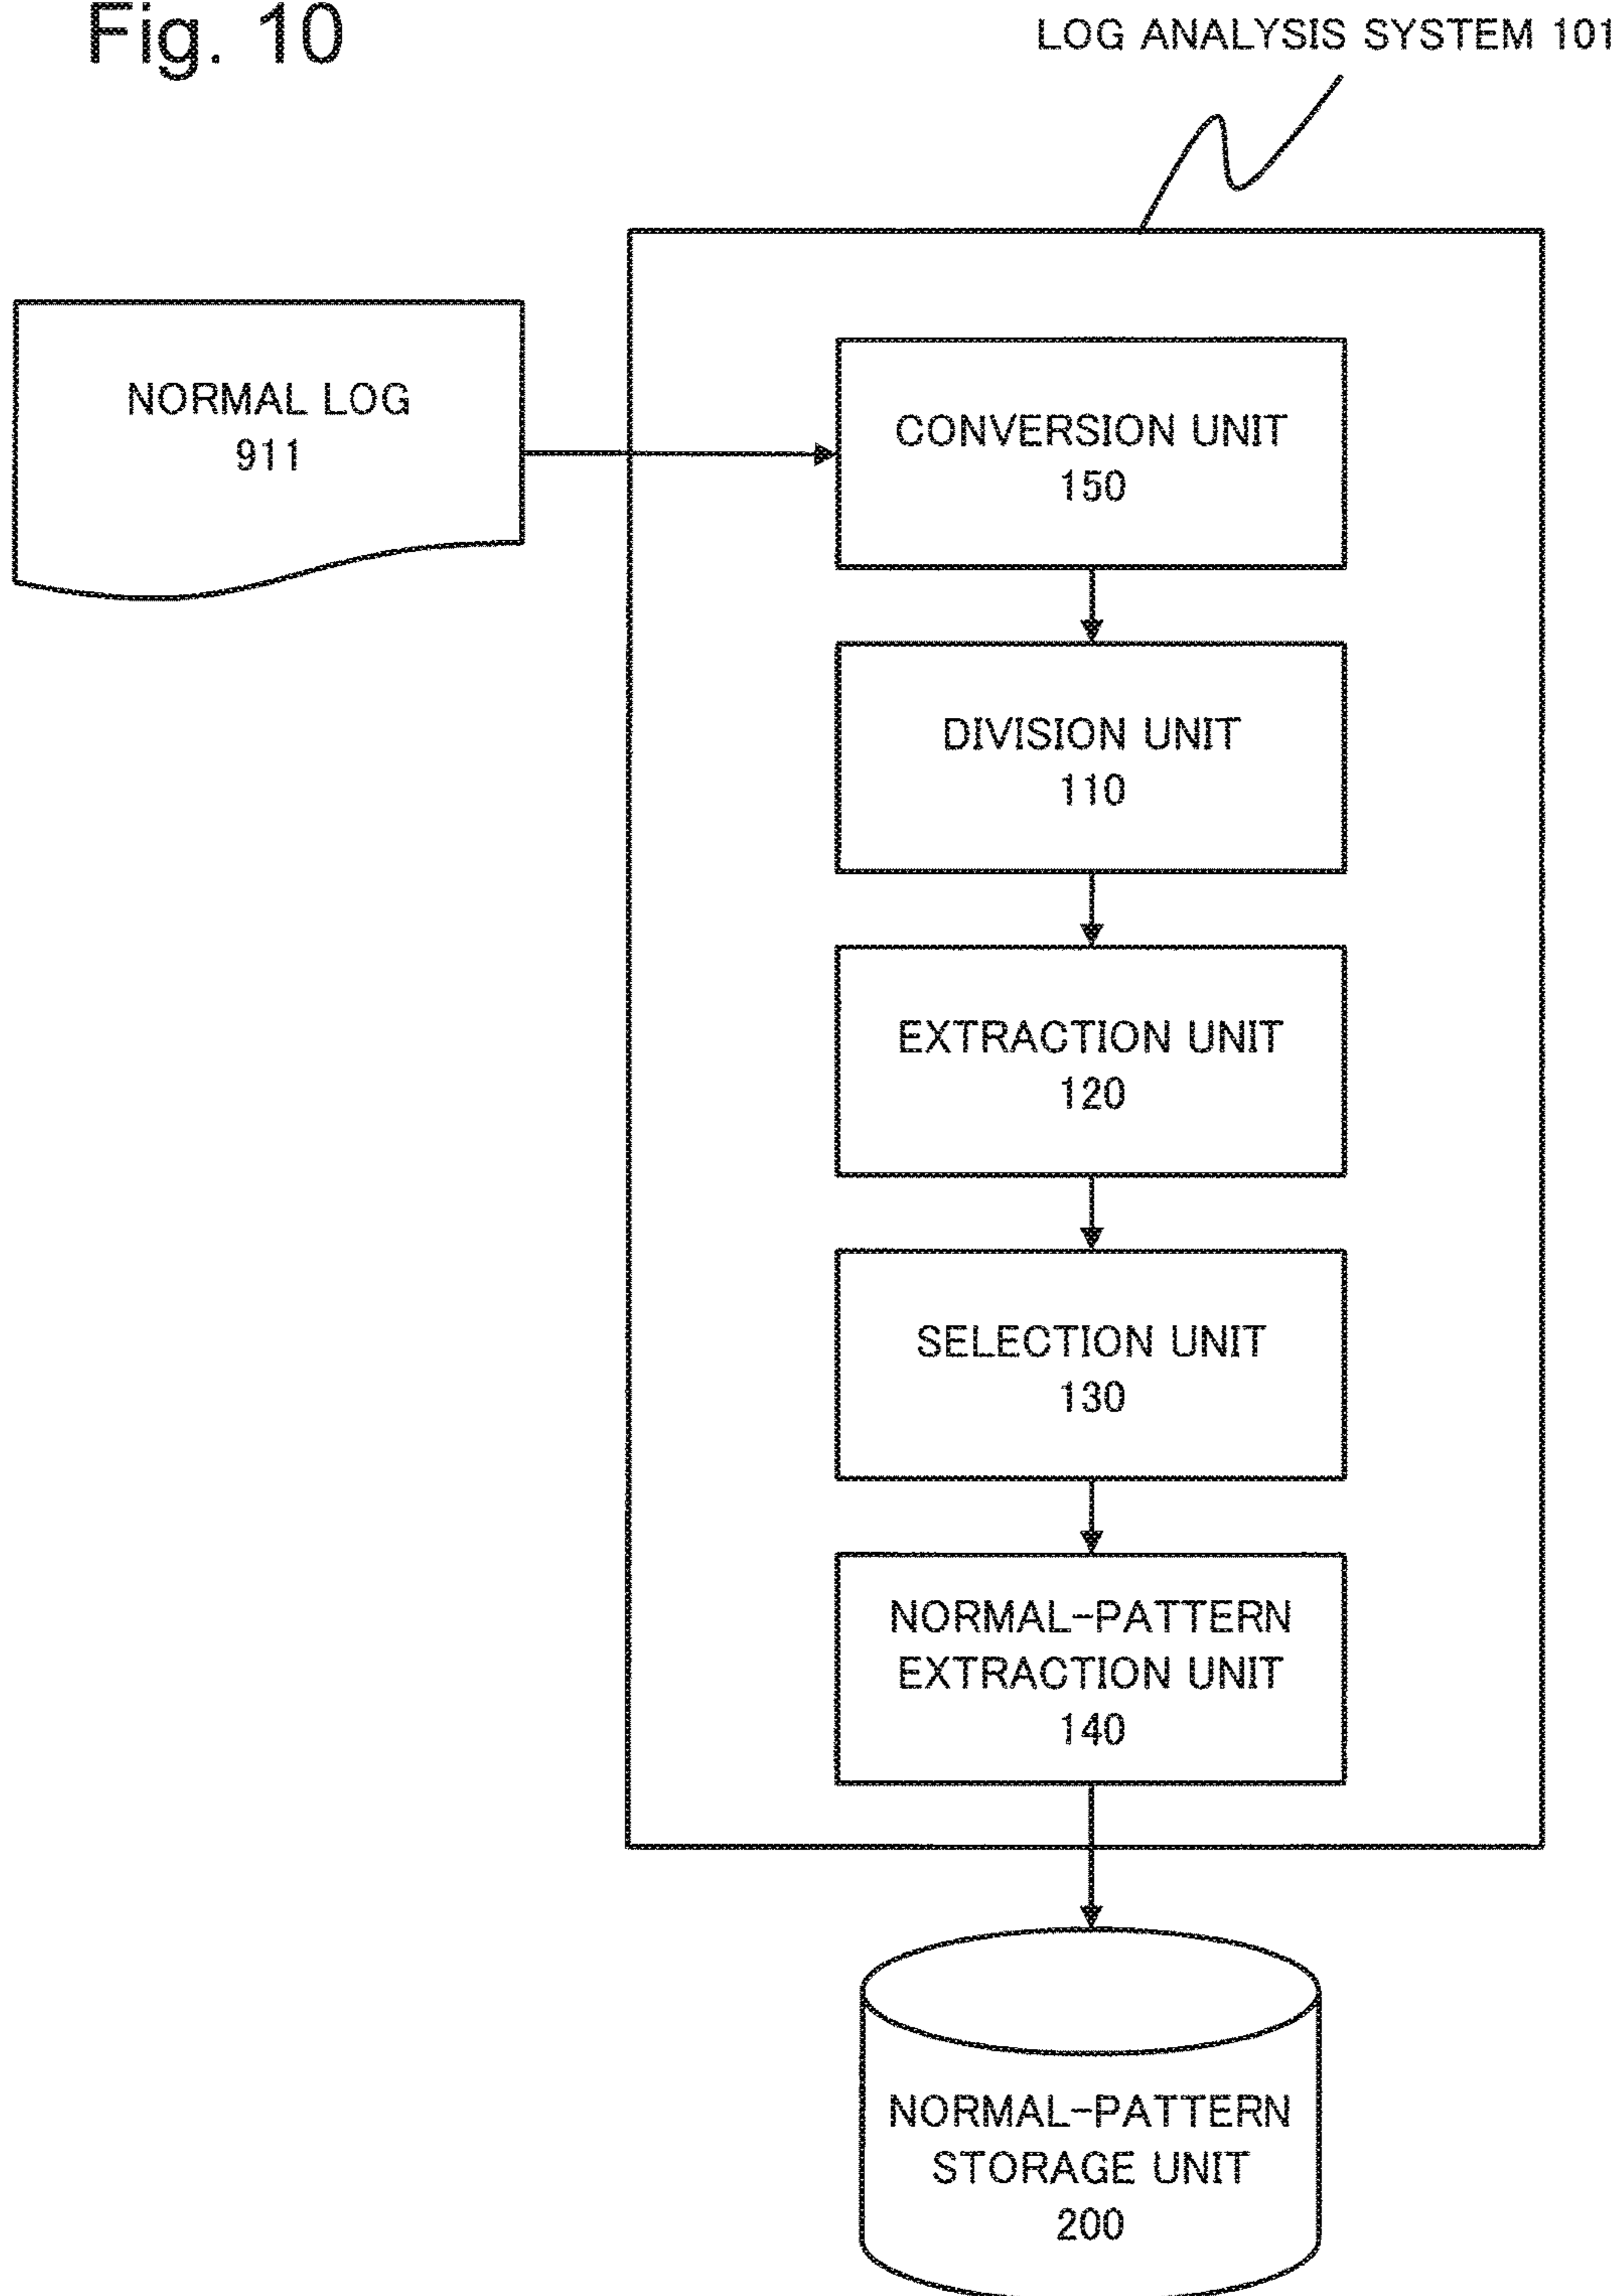 Fig. 10
LOG ANALYSIS SYSTEM 101
NORMAL LOG
911
CONVERSION UNIT
150
DIVISION UNIT
110
EXTRACTION UNIT
120
SELECTION UNIT
130
NORMAL-PATTERN
EXTRACTION UNIT
140
NORMAL-PATTERN
STORAGE UNIT
200